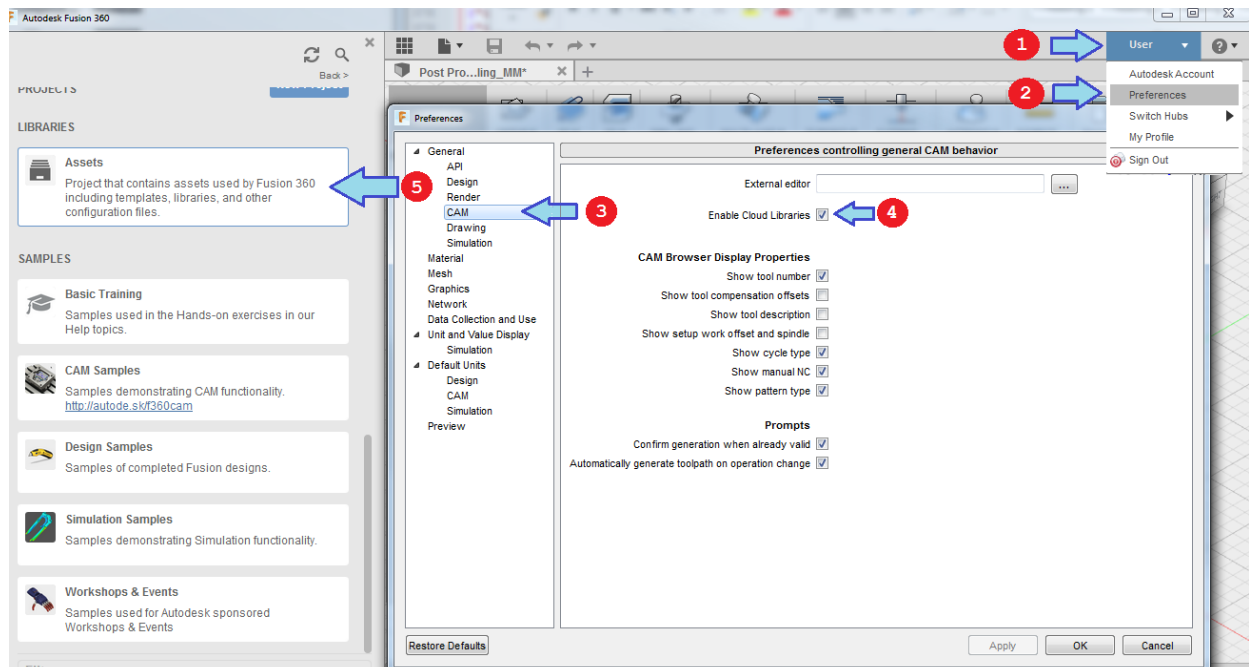 Autodesk Fusion 360
Back >
PROJECTS
LIBRARIES
Assets
Project that contains assets used by Fusion 360
including templates, libraries, and other
configuration files.
5
SAMPLES
Basic Training
Samples used in the Hands-on exercises in our
Help topics.
CAM Samples
Samples demonstrating CAM functionality.
http://autode.sk/f360cam
Design Samples
Samples of completed Fusion designs.
Simulation Samples
Samples demonstrating Simulation functionality.
Workshops & Events
Samples used for Autodesk sponsored
Workshops & Events
Post Pro...ling_MM*
1
User
2
Autodesk Account
Preferences
Switch Hubs
My Profile
Sign Out
Preferences
General
API
Design
Render
CAM
3
Drawing
Simulation
Material
Mesh
Graphics
Network
Data Collection and Use
Unit and Value Display
Simulation
Default Units
Design
CAM
Simulation
Preview
Preferences controlling general CAM behavior
External editor
...
Enable Cloud Libraries
4
CAM Browser Display Properties
Show tool number
Show tool compensation offsets
Show tool description
Show setup work offset and spindle
Show cycle type
Show manual NC
Show pattern type
Prompts
Confirm generation when already valid
Automatically generate toolpath on operation change
Restore Defaults
Apply
OK
Cancel